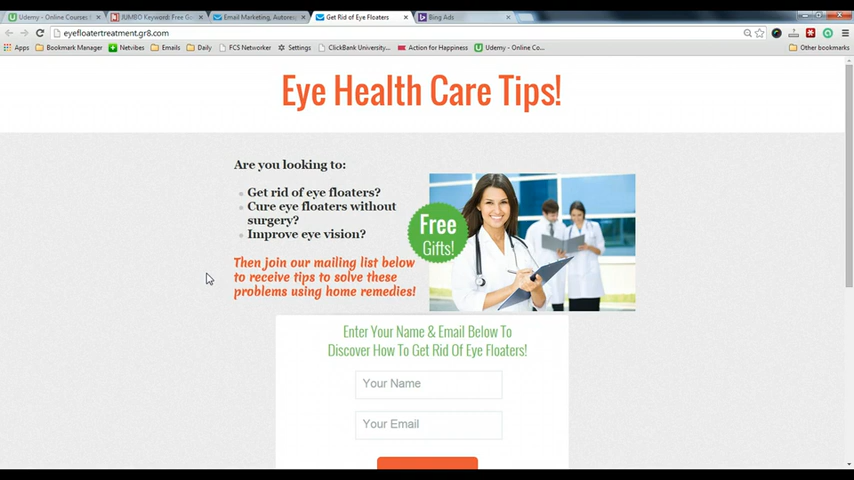 Udemy - Online Courses
JUMBO Keyword: Free Go
Email Marketing, Autores
Get Rid of Eye Floaters
Bing Ads
eyefloatertreatment.gr8.com
Apps
Bookmark Manager
Netvibes
Emails
Daily
FCS Networker
Settings
ClickBank University...
Action for Happiness
Udemy - Online Co...
Other bookmarks
Eye Health Care Tips!
Are you looking to:
Get rid of eye floaters?
Cure eye floaters without
surgery?
Improve eye vision?
Then join our mailing list below
to receive tips to solve these
problems using home remedies!
Free
Gifts!
Enter Your Name & Email Below To
Discover How To Get Rid Of Eye Floaters!
Your Name
Your Email